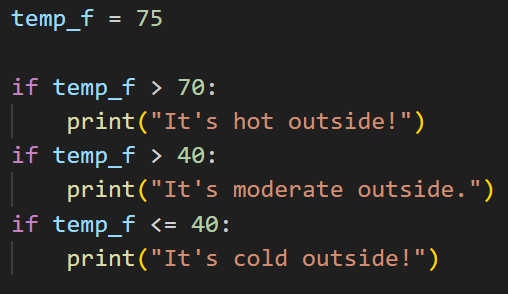 temp_f = 75

if temp_f > 70:
    print("It's hot outside!")
if temp_f > 40:
    print("It's moderate outside.")
if temp_f <= 40:
    print("It's cold outside!")